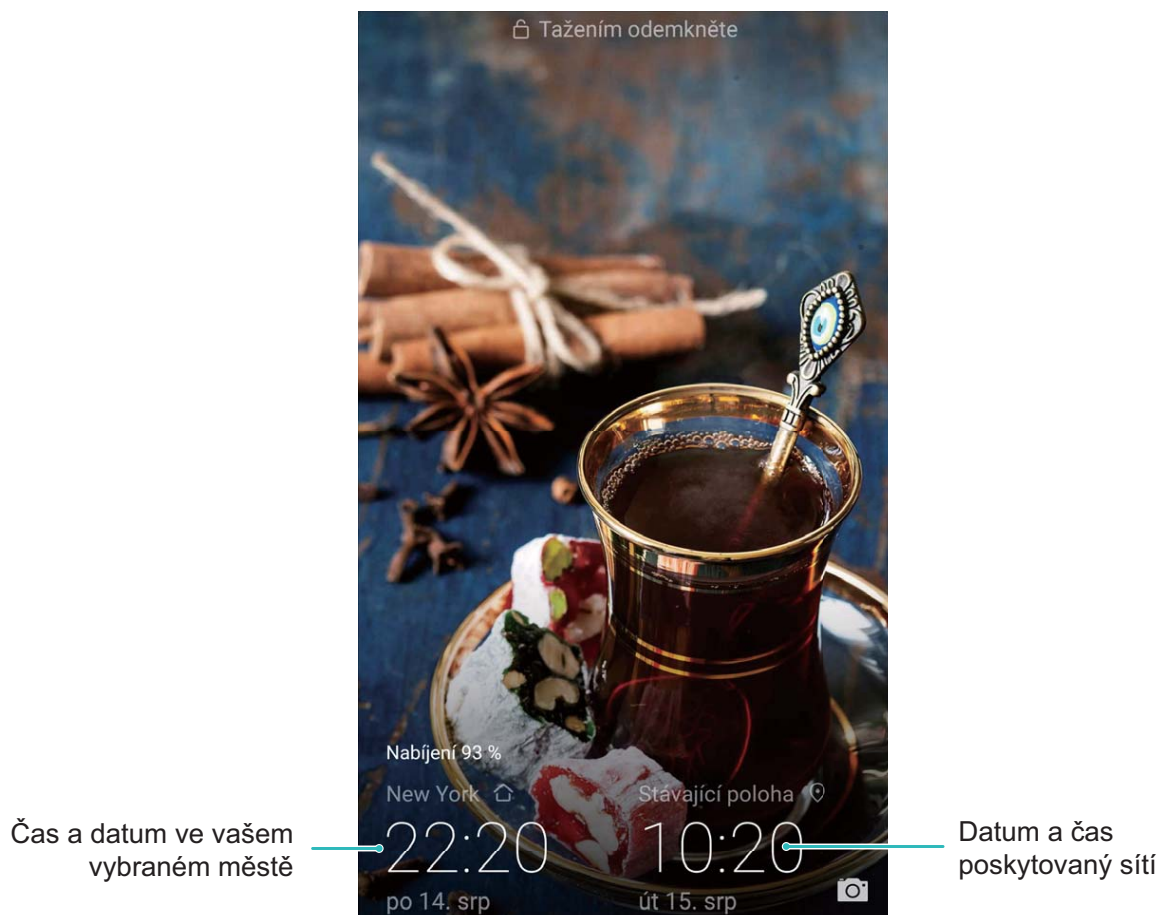 Tažením odemkněte
Nabíjení 93 %
New York
Stávající poloha
22:20
10:20
po 14. srp
út 15. srp
Čas a datum ve vašem
vybraném městě
Datum a čas
poskytovaný sítí